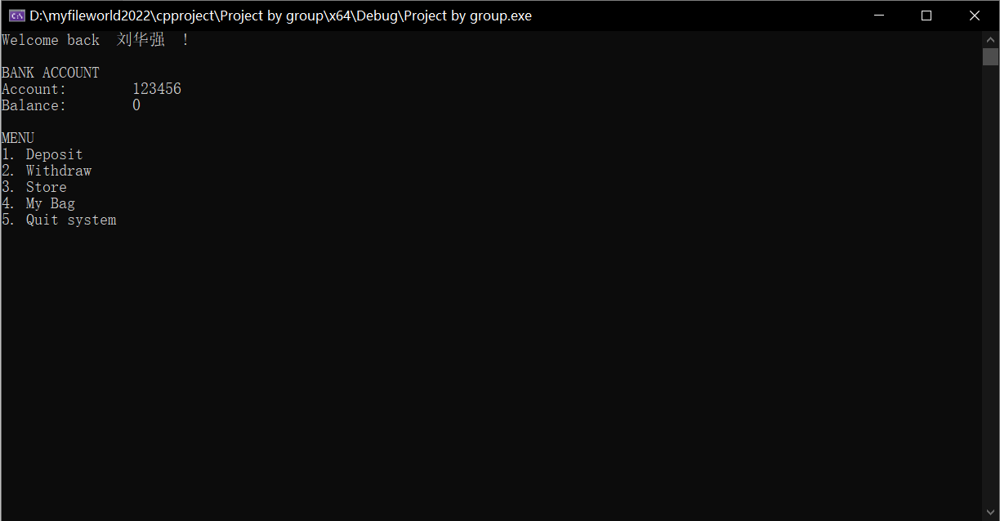 D:\myfileworld2022\cpproject\Project by group\x64\Debug\Project by group.exe
Welcome back  刘华强  !
BANK ACCOUNT
Account:        123456
Balance:        0
MENU
1. Deposit
2. Withdraw
3. Store
4. My Bag
5. Quit system